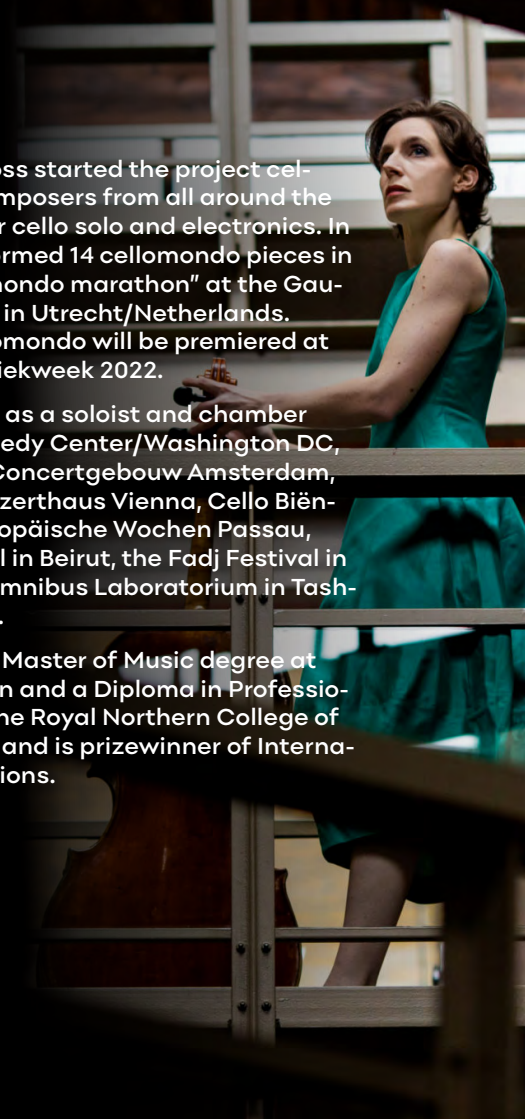 oss started the project cel-
mposers from all around the
r cello solo and electronics. In
ormed 14 cellomondo pieces in
mondo marathon” at the Gau-
in Utrecht/Netherlands.
omondo will be premiered at
iekweek 2022.
as a soloist and chamber
edy Center/Washington DC,
Concertgebouw Amsterdam,
zerthaus Vienna, Cello Biën-
opäische Wochen Passau,
l in Beirut, the Fadj Festival in
mnibus Laboratorium in Tash-
.
Master of Music degree at
n and a Diploma in Professio-
he Royal Northern College of
and is prizewinner of Interna-
ions.